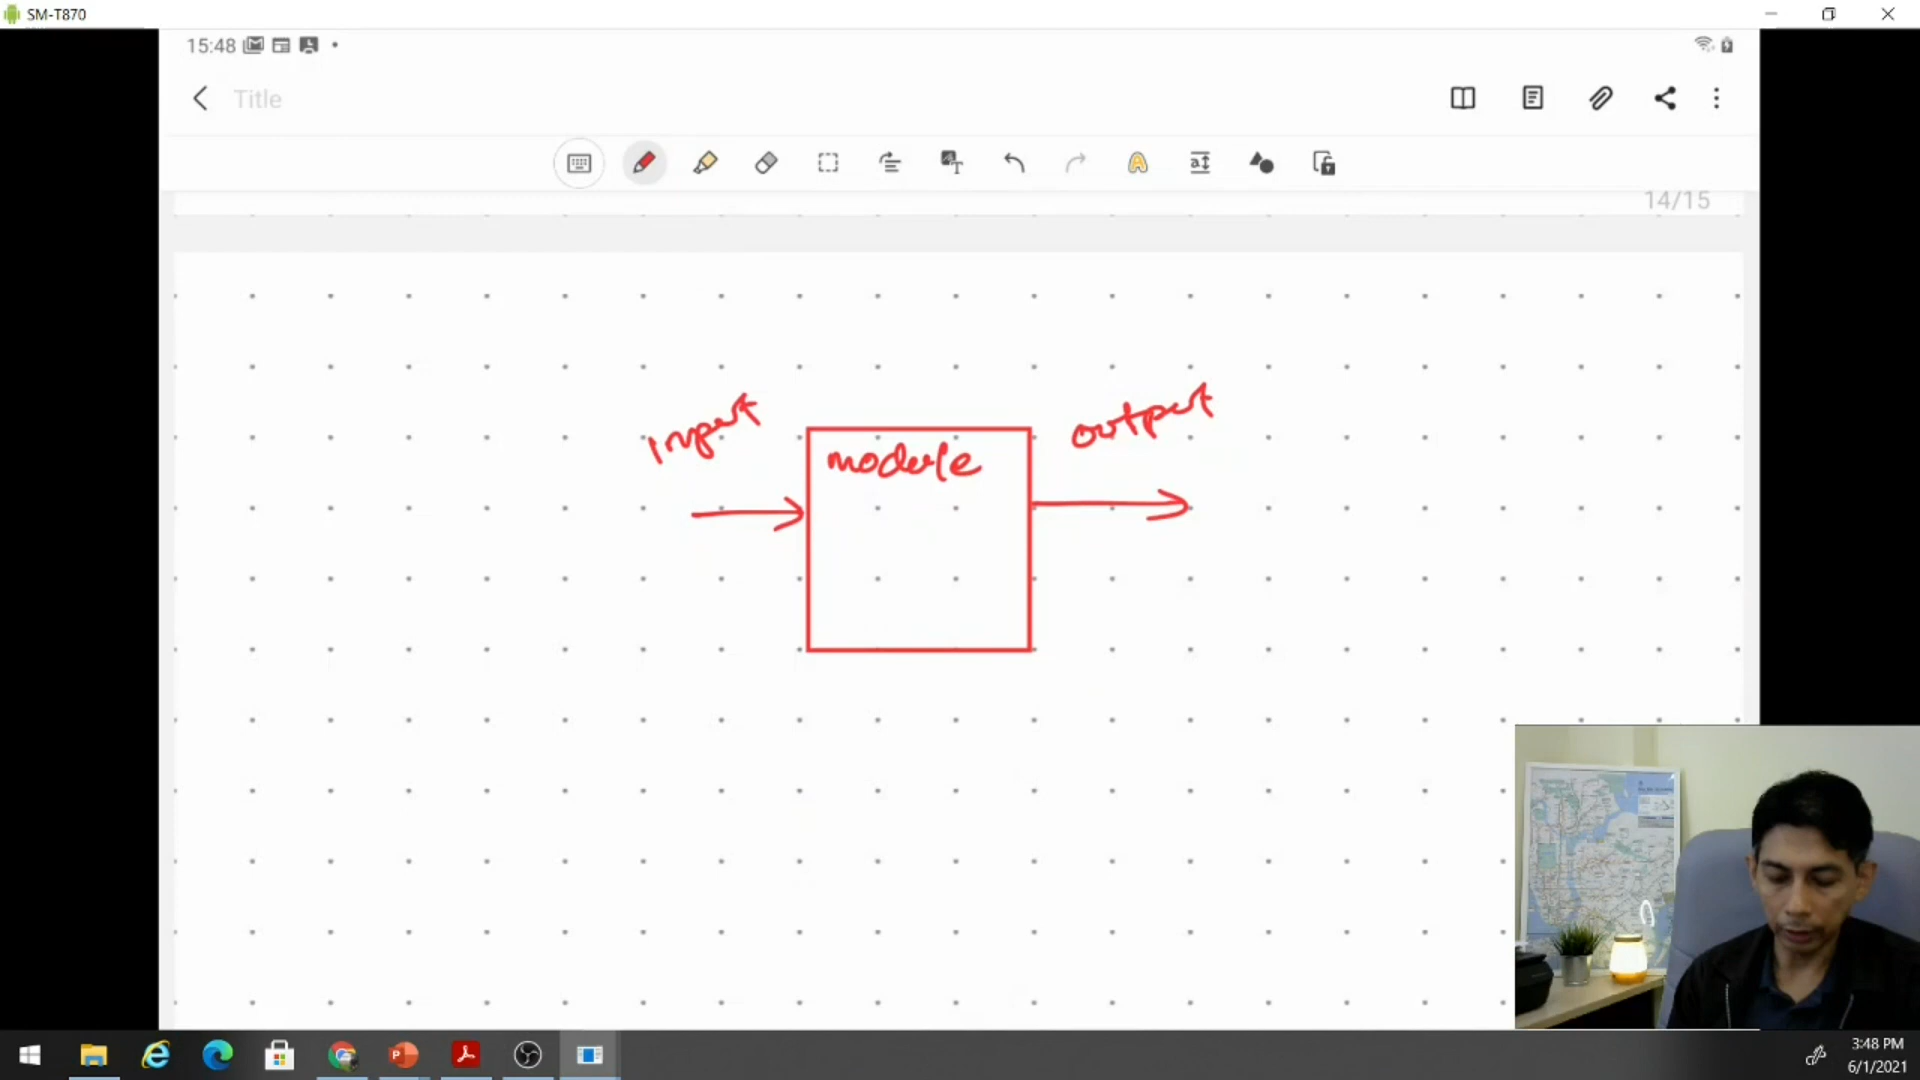 SM-T870
15:48
Title
14/15
input
output
module
3:48 PM
6/1/2021